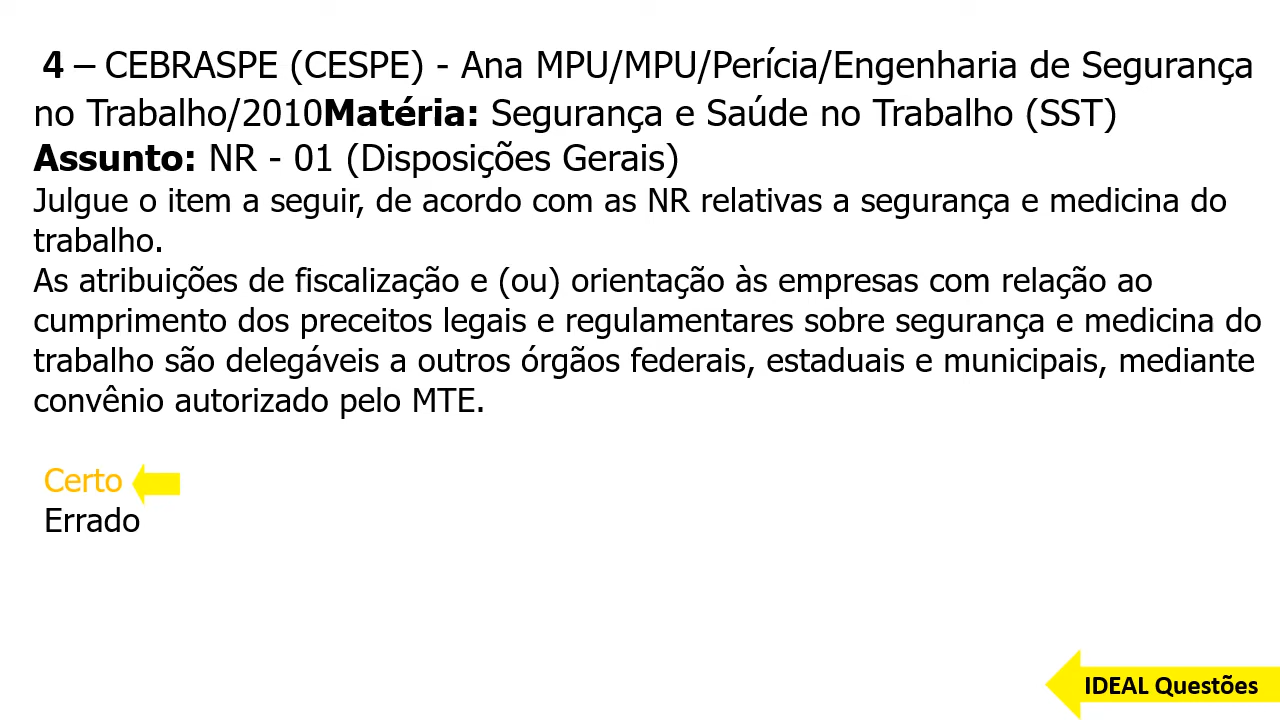 4 – CEBRASPE (CESPE) - Ana MPU/MPU/Perícia/Engenharia de Segurança
no Trabalho/2010Matéria: Segurança e Saúde no Trabalho (SST)
Assunto: NR - 01 (Disposições Gerais)
Julgue o item a seguir, de acordo com as NR relativas a segurança e medicina do
trabalho.
As atribuições de fiscalização e (ou) orientação às empresas com relação ao
cumprimento dos preceitos legais e regulamentares sobre segurança e medicina do
trabalho são delegáveis a outros órgãos federais, estaduais e municipais, mediante
convênio autorizado pelo MTE.
Certo
Errado
IDEAL Questões